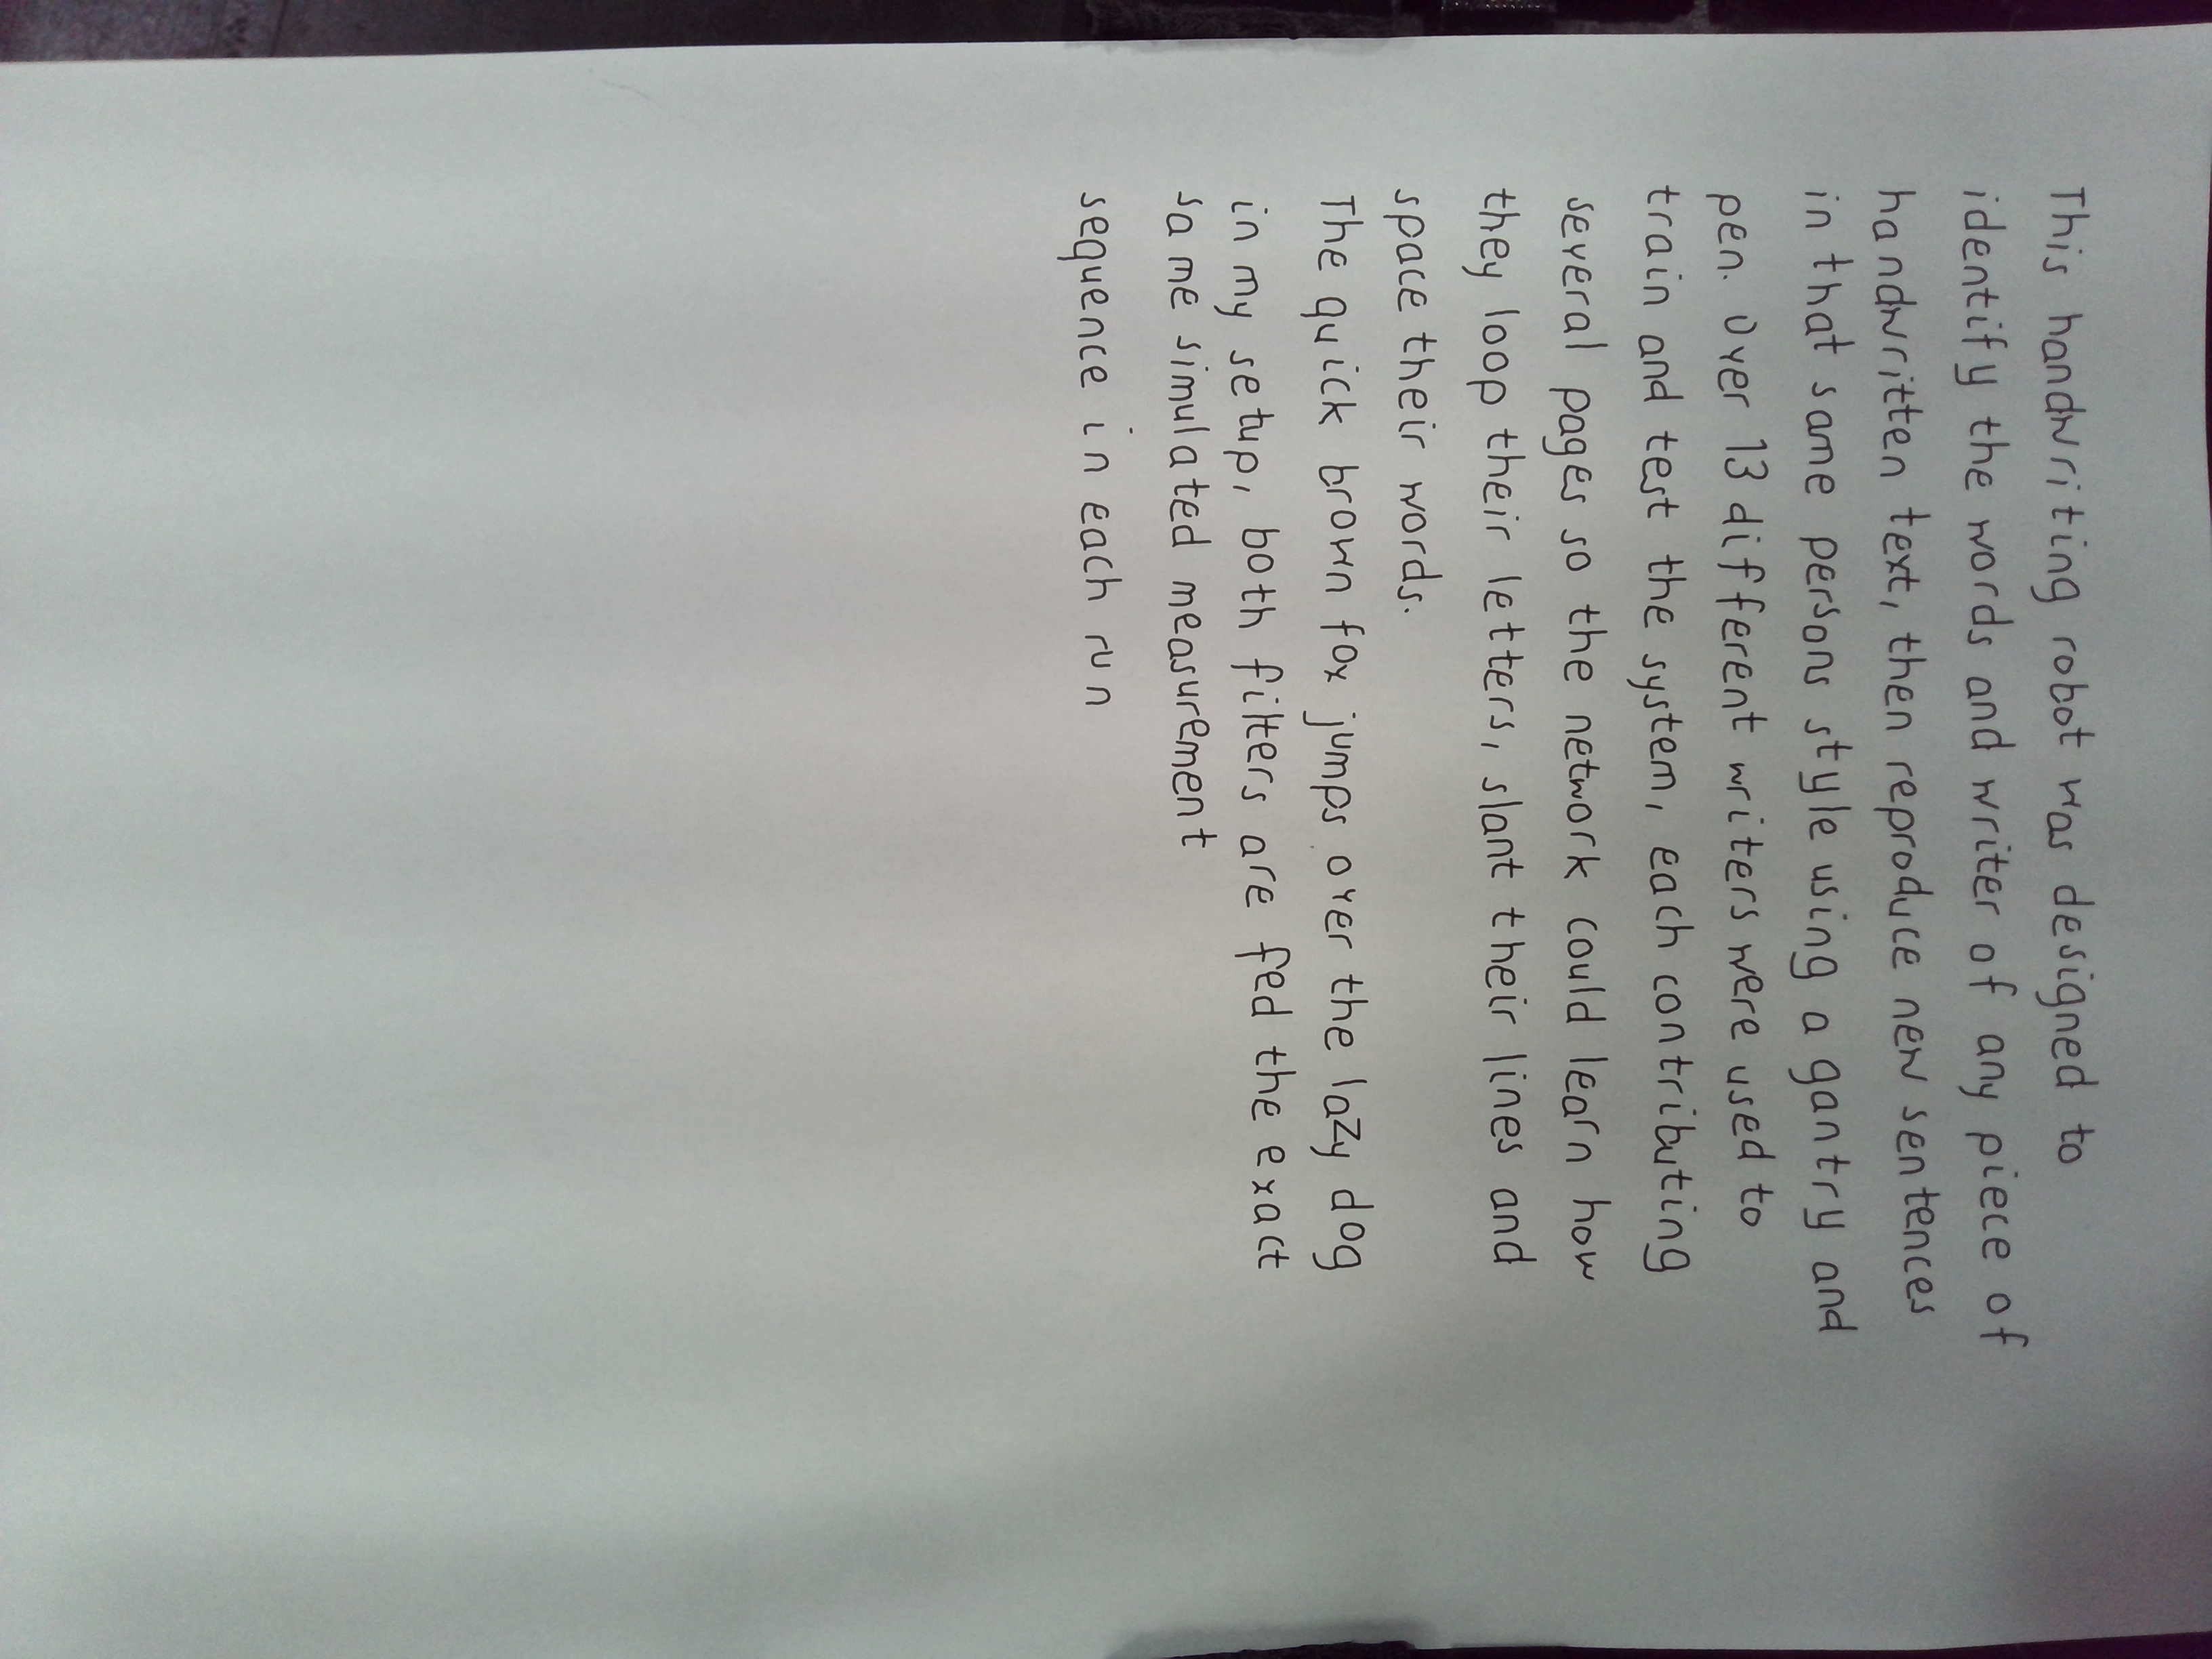 This handwriting robot was designed to
identify the words and writer of any piece of
handwritten text, then reproduce new sentences
in that same persons style using a gantry and
pen. Over 13 different writers were used to
train and test the system, each contributing
several pages so the network could learn how
they loop their letters, slant their lines and
space their words.
The quick brown fox jumps over the lazy dog
in my setup, both filters are fed the exact
same simulated measurement
sequence in each run